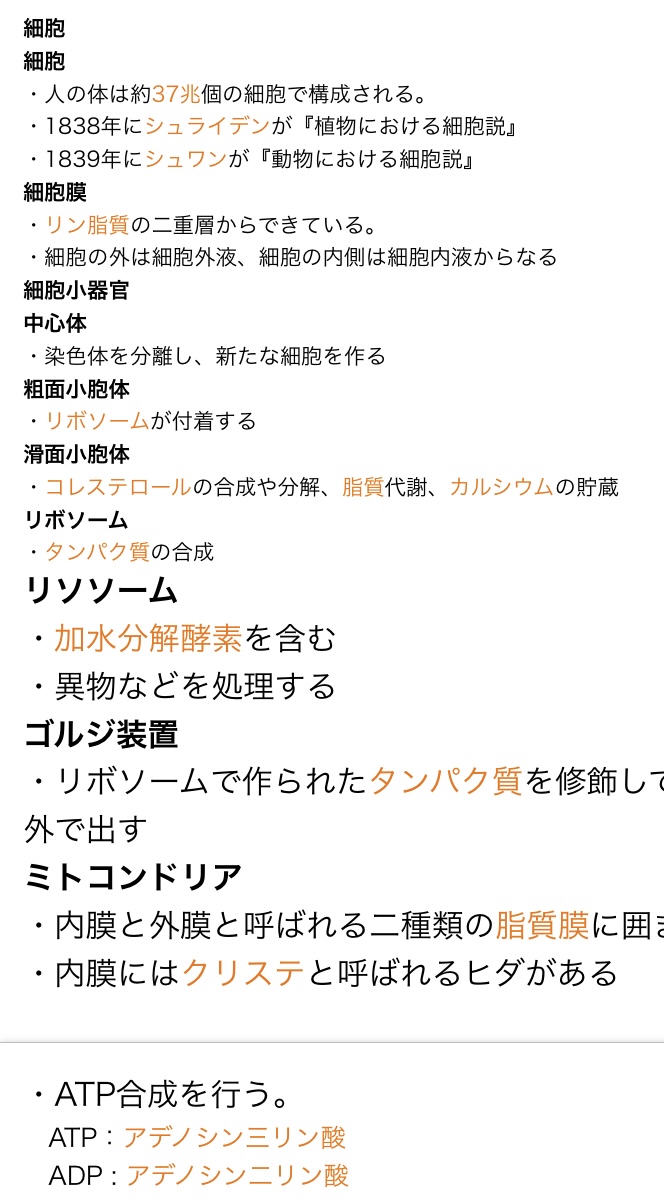 細胞
細胞
・人の体は約37兆個の細胞で構成される。
・1838年にシュライデンが『植物における細胞説』
・1839年にシュワンが『動物における細胞説』
細胞膜
・リン脂質の二重層からできている。
・細胞の外は細胞外液、細胞の内側は細胞内液からなる
細胞小器官
中心体
・染色体を分離し、新たな細胞を作る
粗面小胞体
・リボソームが付着する
滑面小胞体
・コレステロールの合成や分解、脂質代謝、カルシウムの貯蔵
リボソーム
・タンパク質の合成
リソソーム
・加水分解酵素を含む
・異物などを処理する
ゴルジ装置
・リボソームで作られたタンパク質を修飾して
外で出す
ミトコンドリア
・内膜と外膜と呼ばれる二種類の脂質膜に囲ま
・内膜にはクリステと呼ばれるヒダがある
・ATP合成を行う。
ATP：アデノシン三リン酸
ADP : アデノシン二リン酸